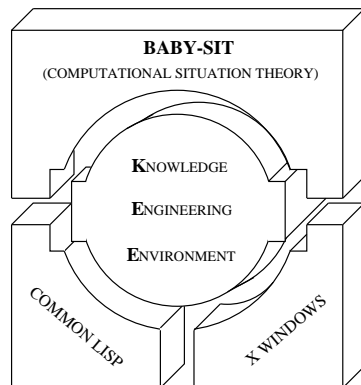 BABY-SIT
(COMPUTATIONAL SITUATION THEORY)
KNOWLEDGE
ENGINEERING
ENVIRONMENT
COMMON LISP
X WINDOWS